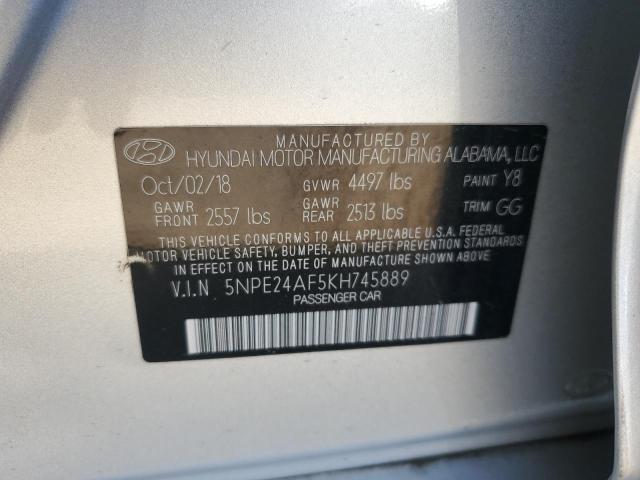 MANUFACTURED BY
HYUNDAI MOTOR MANUFACTURING ALABAMA, LLC
Oct/02/18 GVWR 4497 lbs PAINT Y8
GAWR FRONT 2557 lbs GAWR REAR 2513 lbs TRIM GG
THIS VEHICLE CONFORMS TO ALL APPLICABLE U.S.A. FEDERAL
MOTOR VEHICLE SAFETY, BUMPER, AND THEFT PREVENTION
STANDARDS IN EFFECT ON THE DATE OF MANUFACTURE SHOWN ABOVE.
V.I.N 5NPE24AF5KH745889
PASSENGER CAR